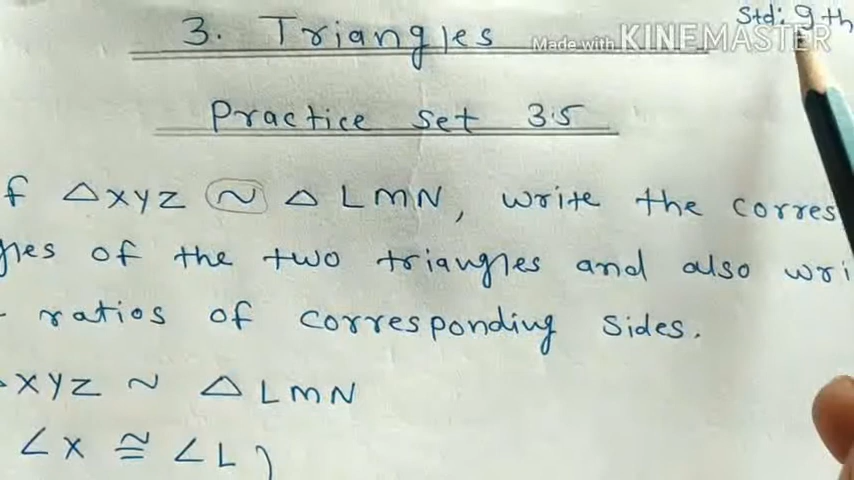 Std: 9th
3. Triangles
Made with KINEMASTER
Practice set 3.5
f △XYZ ~ △LMN, write the corres
gles of the two triangles and also wri
ratios of corresponding sides.
△XYZ ~ △LMN
∠X ≅ ∠L